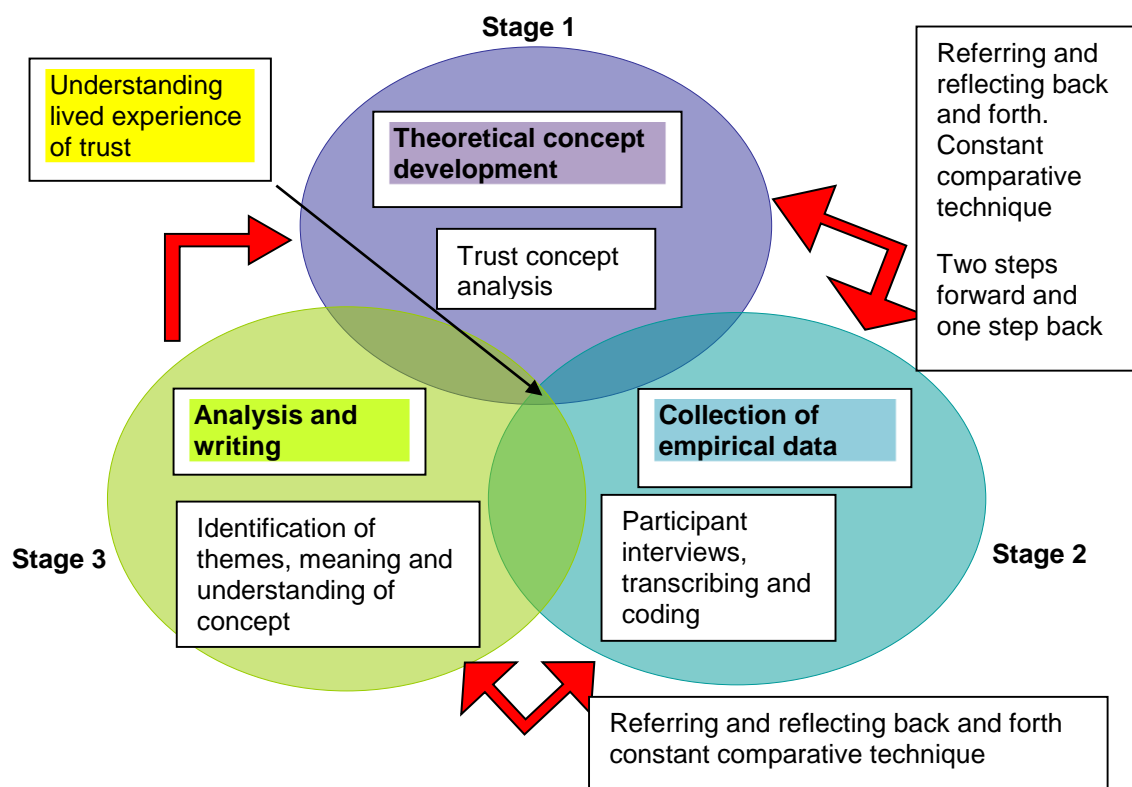 Stage 1
Understanding
lived experience
of trust
Theoretical concept
development
Trust concept
analysis
Referring and
reflecting back
and forth.
Constant
comparative
technique
Two steps
forward and
one step back
Analysis and
writing
Collection of
empirical data
Stage 3
Identification of
themes, meaning and
understanding of
concept
Participant
interviews,
transcribing and
coding
Stage 2
Referring and reflecting back and forth
constant comparative technique